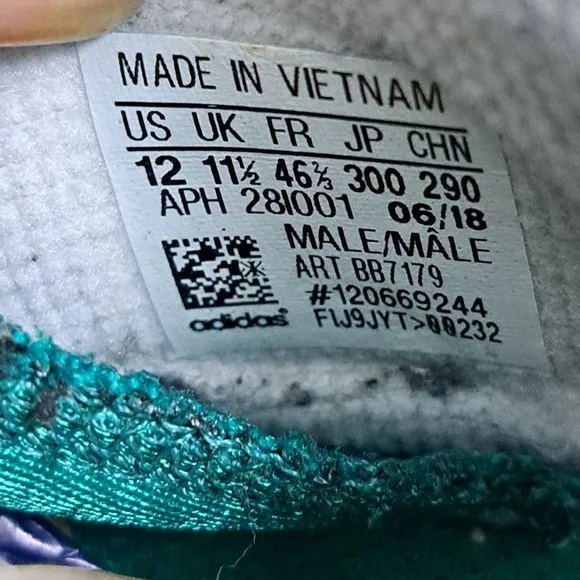 MADE IN VIETNAM
US UK FR JP CHN
12 11½ 46⅔ 300 290
APH 281001 06/18
MALE/MÂLE
ART BB7179
#120669244
adidas® F1J9JYT>00232